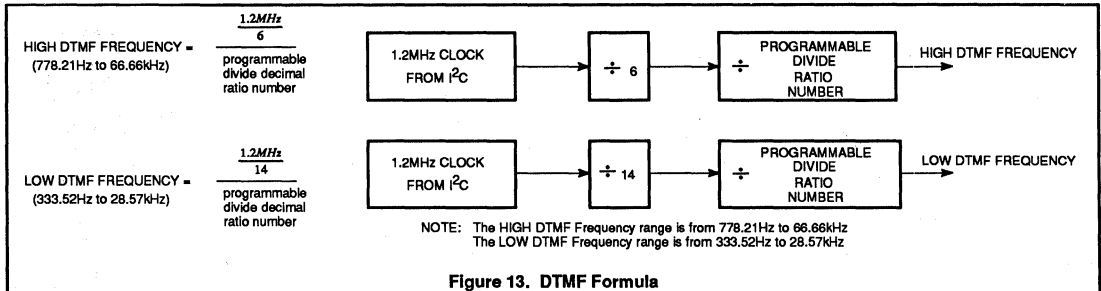 HIGH DTMF FREQUENCY =
(778.21Hz to 66.66kHz)
1.2MHz
6
programmable
divide decimal
ratio number
1.2MHz CLOCK
FROM I²C
÷ 6
÷
PROGRAMMABLE
DIVIDE
RATIO
NUMBER
HIGH DTMF FREQUENCY
LOW DTMF FREQUENCY =
(333.52Hz to 28.57kHz)
1.2MHz
14
programmable
divide decimal
ratio number
1.2MHz CLOCK
FROM I²C
÷ 14
÷
PROGRAMMABLE
DIVIDE
RATIO
NUMBER
LOW DTMF FREQUENCY
NOTE: The HIGH DTMF Frequency range is from 778.21Hz to 66.66kHz
The LOW DTMF Frequency range is from 333.52Hz to 28.57kHz
Figure 13. DTMF Formula